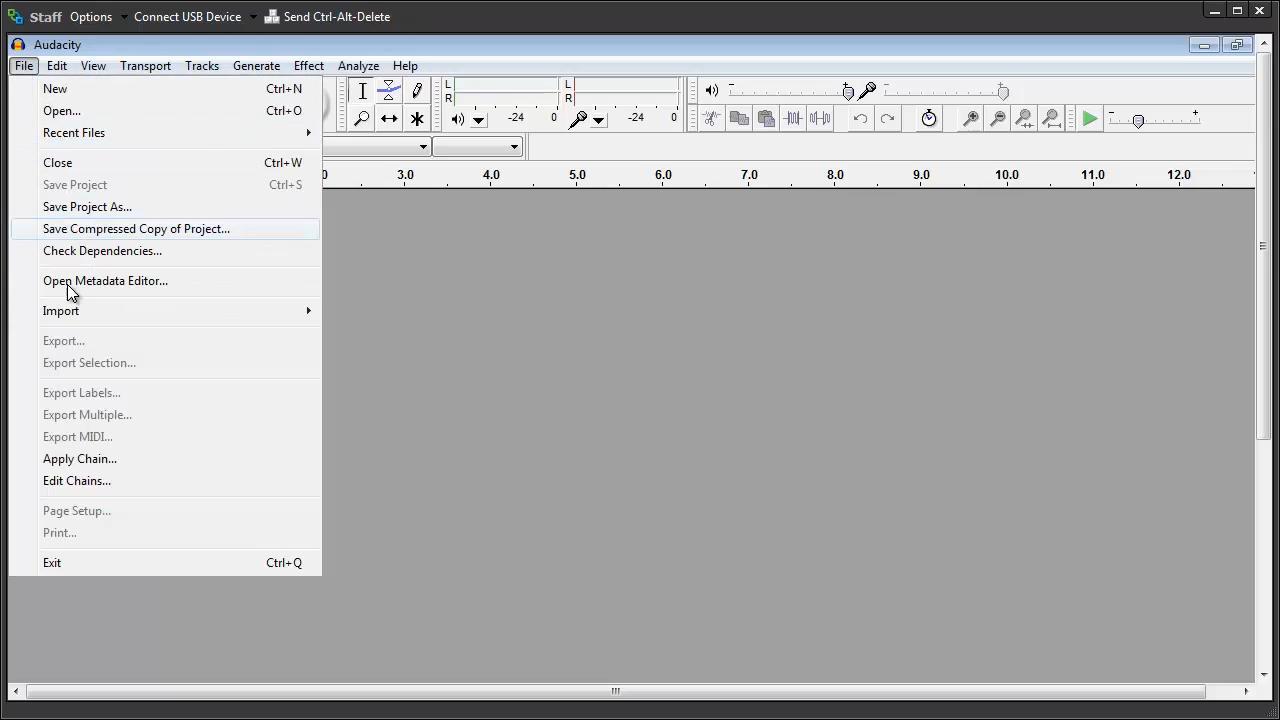 Staff Options Connect USB Device Send Ctrl-Alt-Delete
Audacity
File Edit View Transport Tracks Generate Effect Analyze Help
New Ctrl+N
Open... Ctrl+O
Recent Files
Close Ctrl+W
Save Project Ctrl+S
Save Project As...
Save Compressed Copy of Project...
Check Dependencies...
Open Metadata Editor...
Import
Export...
Export Selection...
Export Labels...
Export Multiple...
Export MIDI...
Apply Chain...
Edit Chains...
Page Setup...
Print...
Exit Ctrl+Q
L
R
-24 0
L
R
-24 0
- +
- +
- +
.0 3.0 4.0 5.0 6.0 7.0 8.0 9.0 10.0 11.0 12.0